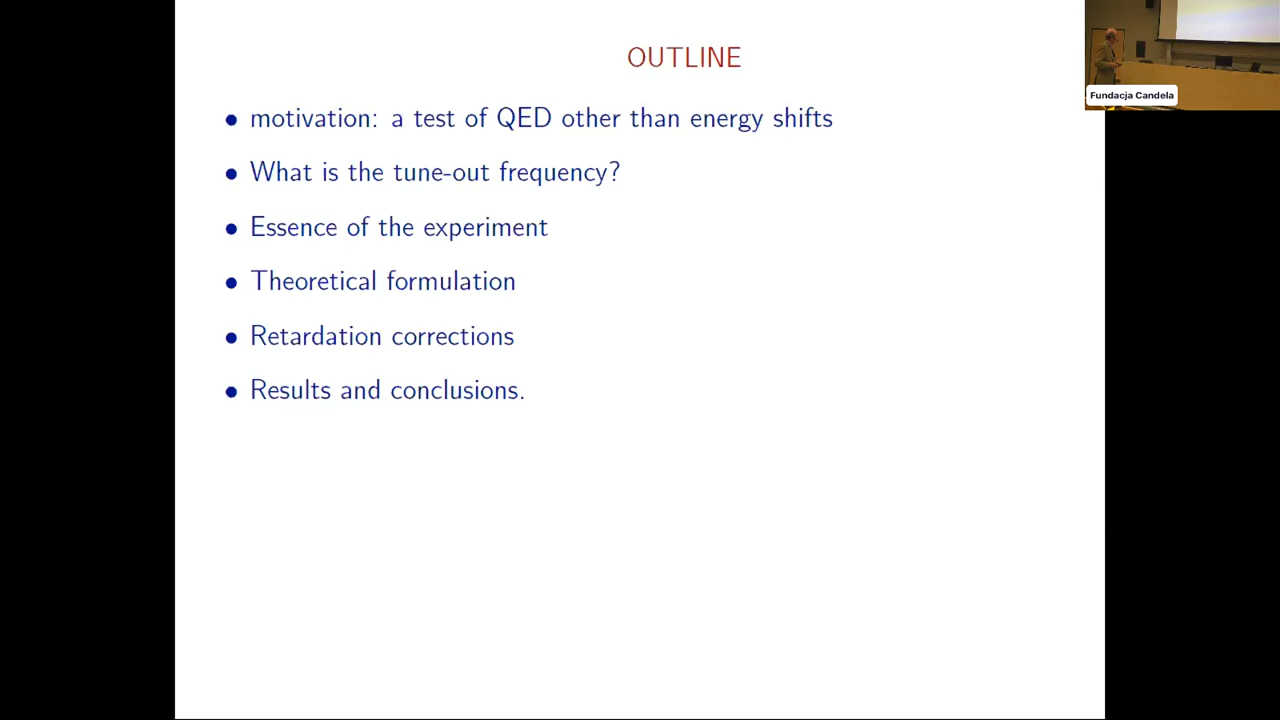 OUTLINE
Fundacja Candela
• motivation: a test of QED other than energy shifts
• What is the tune-out frequency?
• Essence of the experiment
• Theoretical formulation
• Retardation corrections
• Results and conclusions.